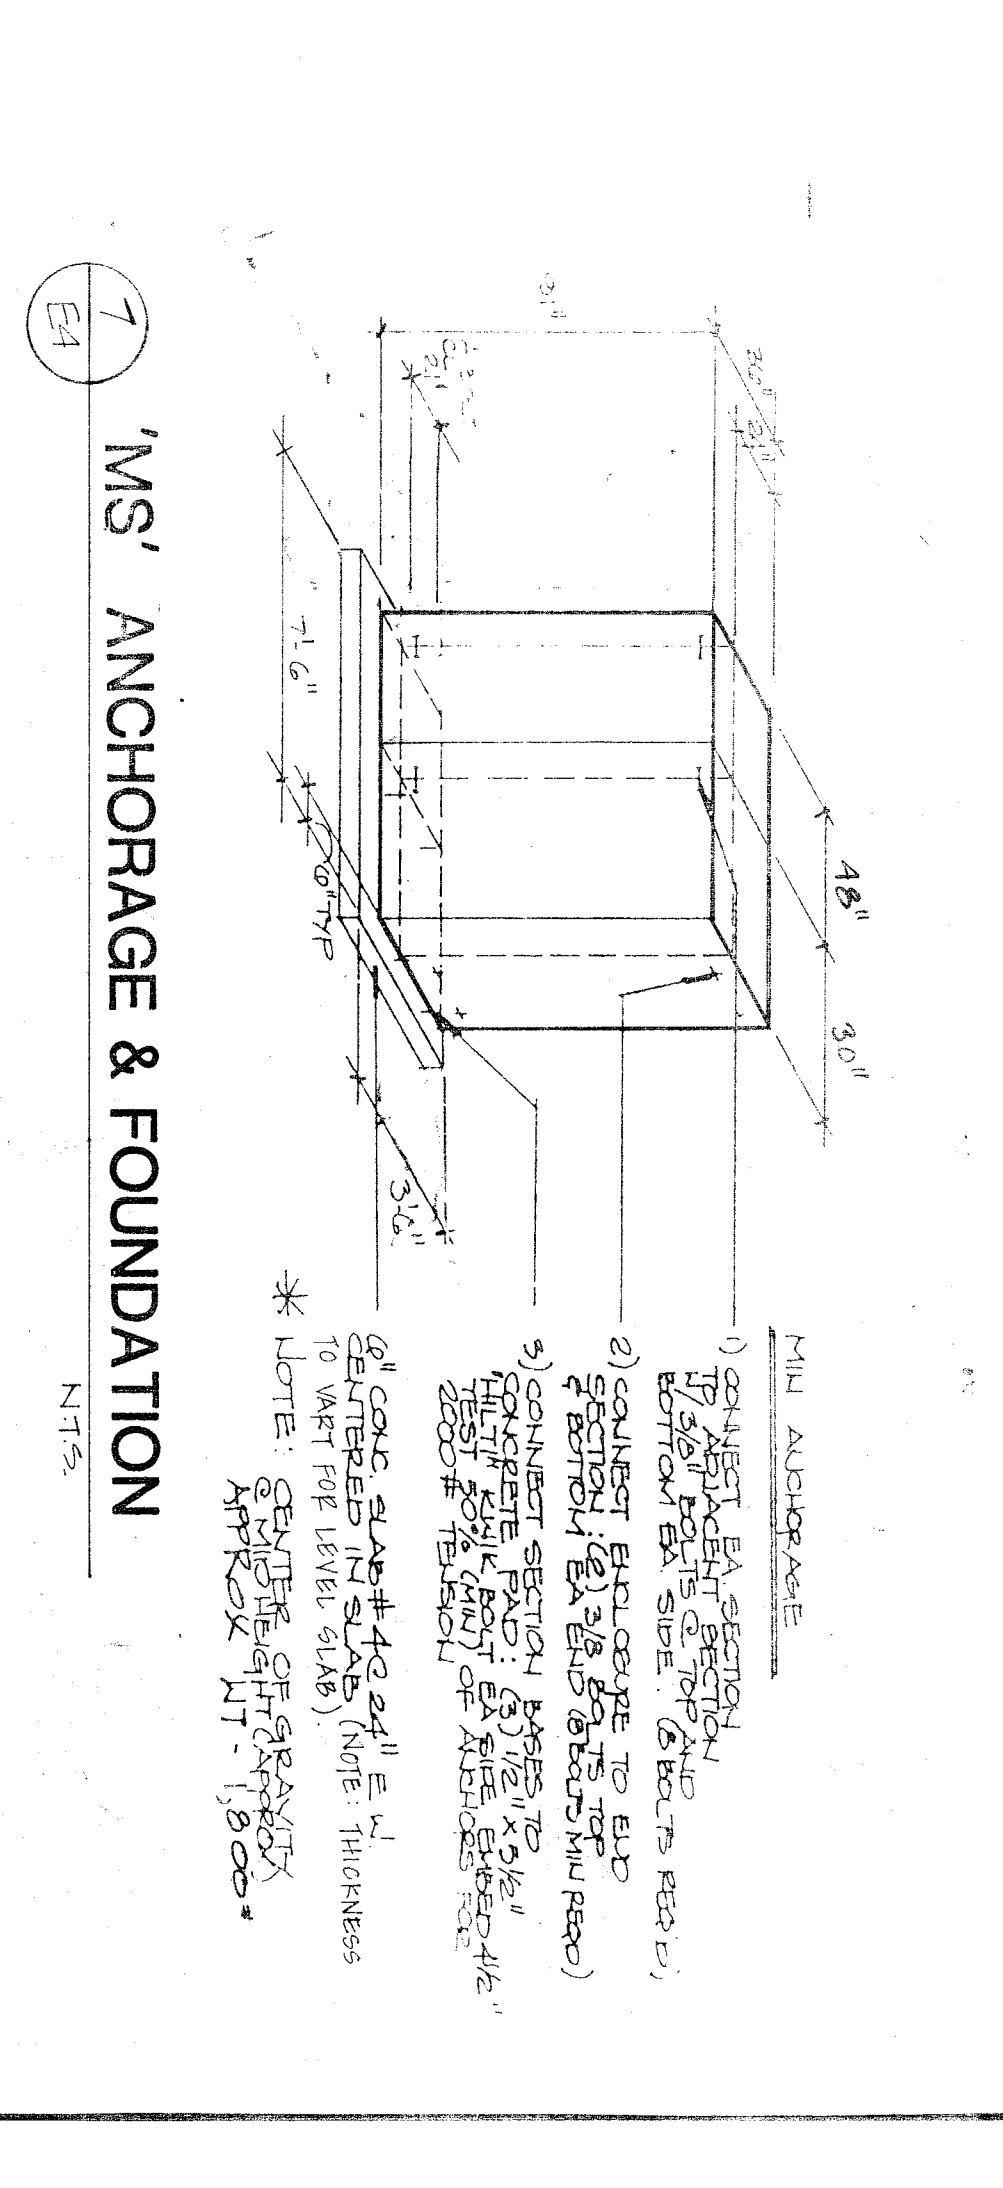 MIN ANCHORAGE
1) CONNECT EA. SECTION
TO ADJACENT SECTION
W/ 3/8" BOLTS @ TOP AND
BOTTOM EA. SIDE. (8 BOLTS REQ'D)
2) CONNECT ENCLOSURE TO END
SECTION: (2) 3/8 BOLTS TOP
& BOTTOM EA END (8 BOLTS MIN REQD)
3) CONNECT SECTION BASES TO
CONCRETE PAD: (3) 1/2" X 5 1/2"
"HILTI" KWIK BOLT EA SIDE EMBED 4 1/2"
TEST 50% (MIN) OF ANCHORS FOR
2000# TENSION
6" CONC. SLAB #4@24" E W.
CENTERED IN SLAB (NOTE: THICKNESS
TO VARY FOR LEVEL SLAB).
* NOTE: CENTER OF GRAVITY
@ MID HEIGHT (APPROX)
APPROX WT - 1,800#
48"
30"
36"
24"
91"
24"
7'-6"
6" TYP
3'-6"
7
E4
'MS' ANCHORAGE & FOUNDATION
N.T.S.